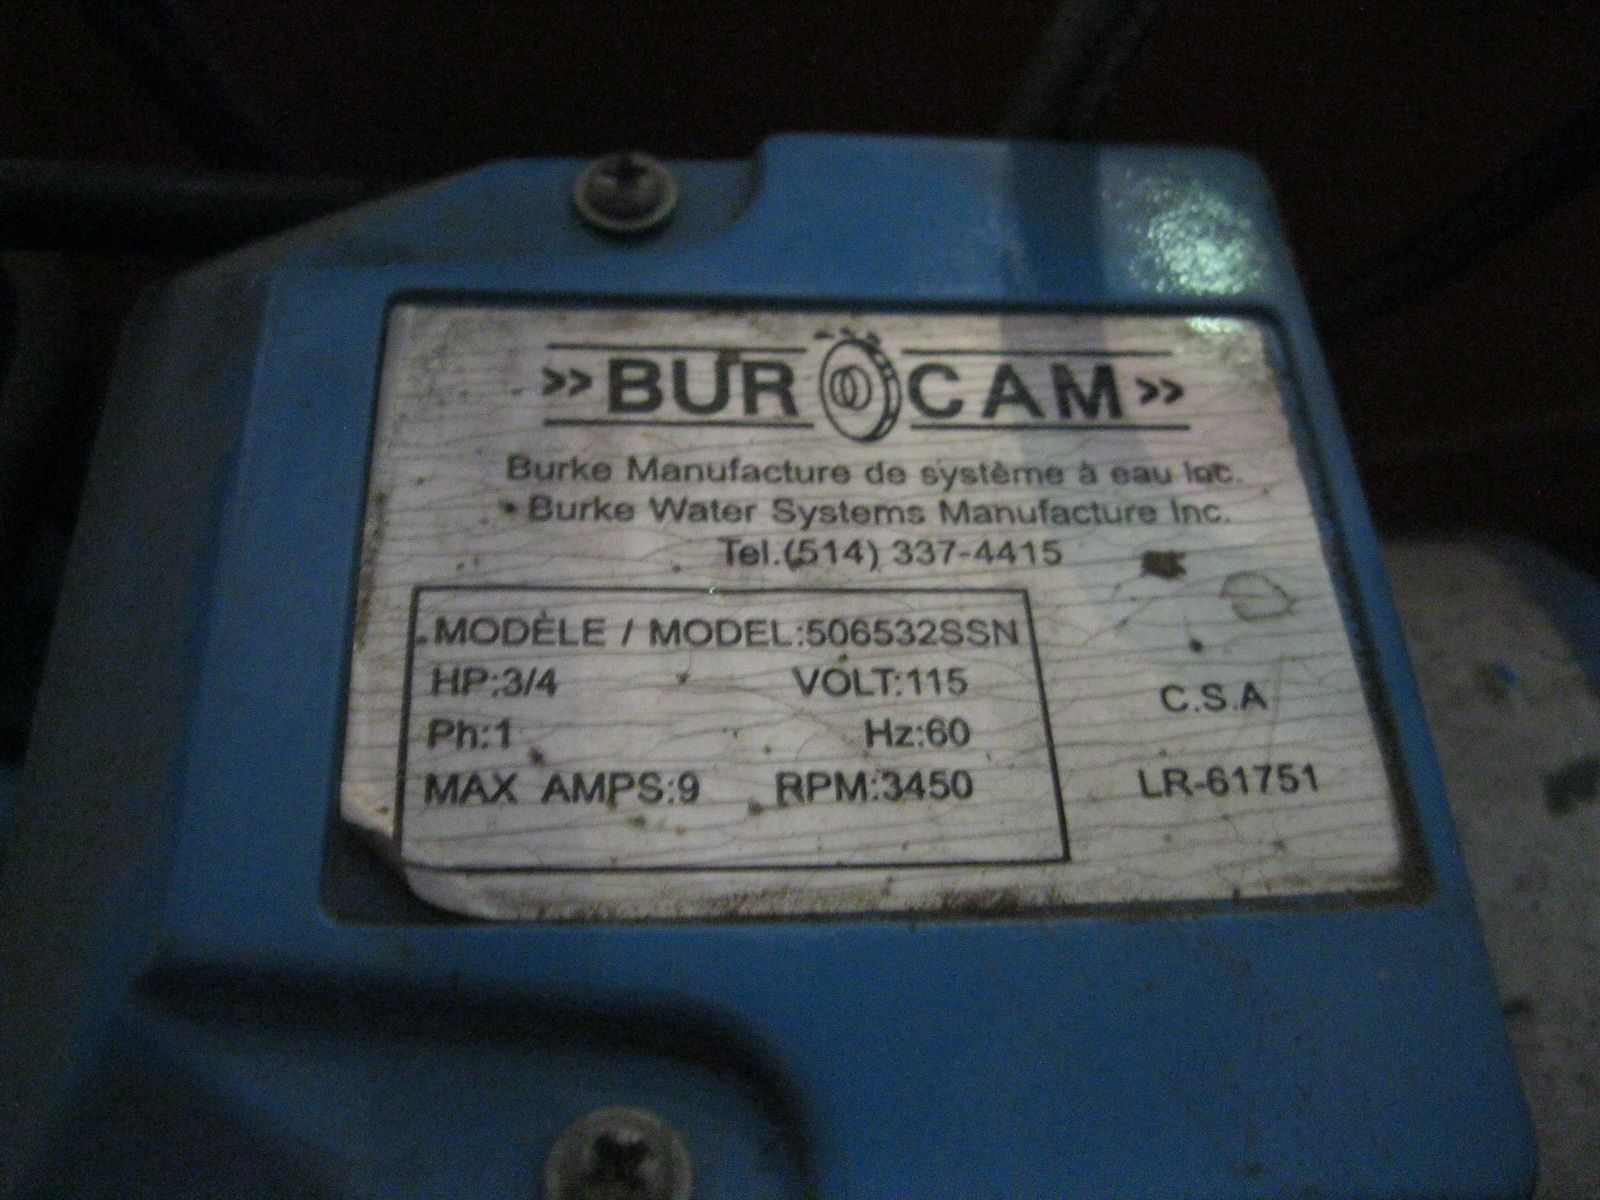 »BUR CAM»
Burke Manufacture de système à eau Inc.
Burke Water Systems Manufacture Inc.
Tel.(514) 337-4415
MODÈLE / MODEL:506532SSN
HP:3/4 VOLT:115
Ph:1 Hz:60
MAX AMPS:9 RPM:3450
C.S.A
LR-61751